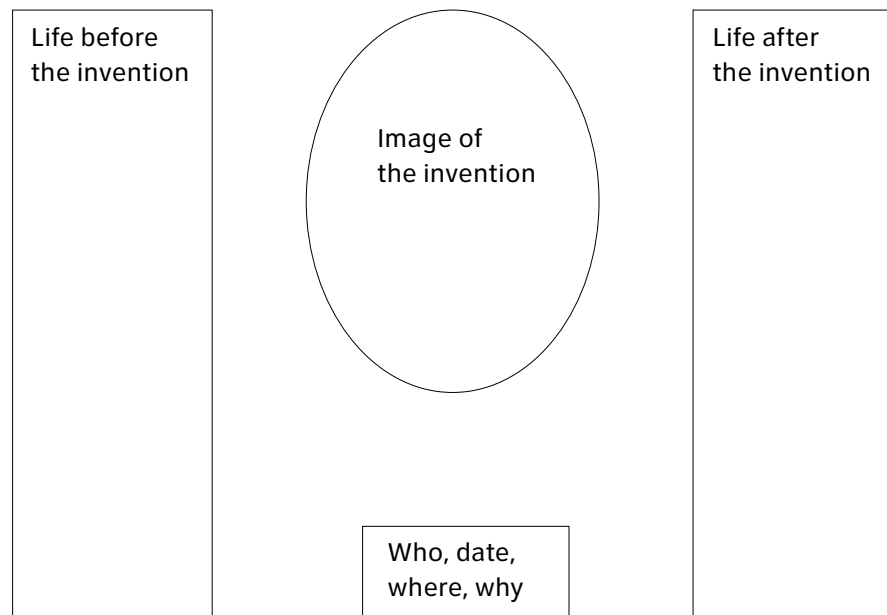 Life before
the invention
Image of
the invention
Life after
the invention
Who, date,
where, why